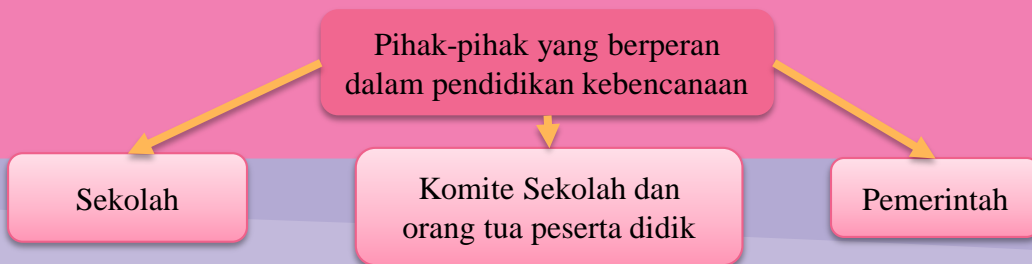 Pihak-pihak yang berperan
dalam pendidikan kebencanaan
Sekolah
Komite Sekolah dan
orang tua peserta didik
Pemerintah